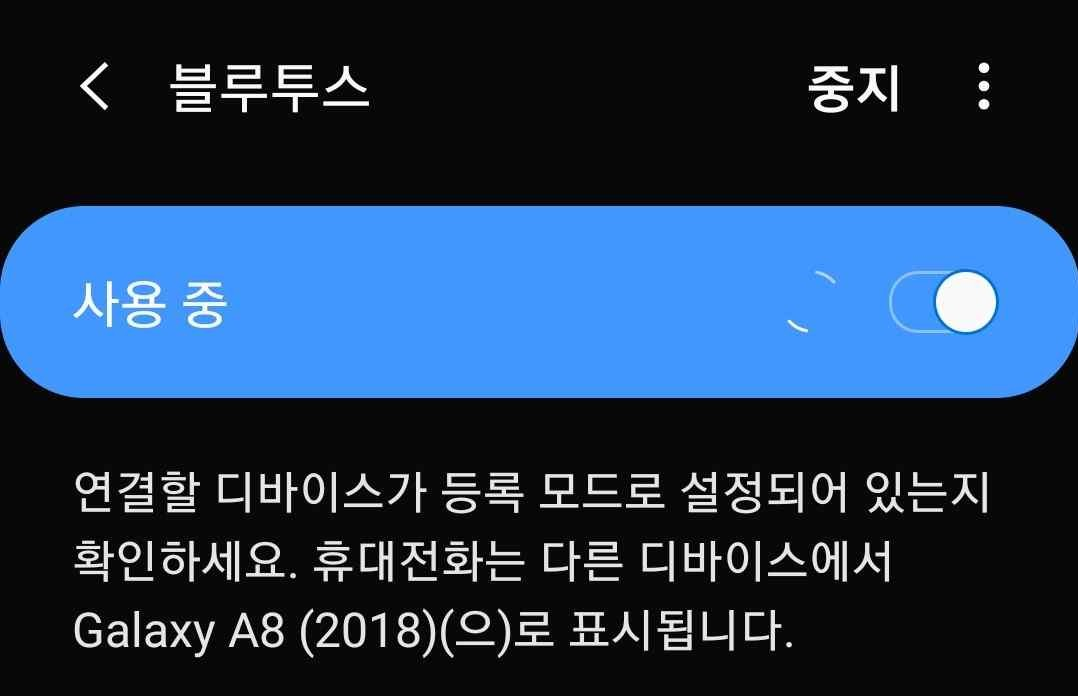 블루투스 중지
사용 중
연결할 디바이스가 등록 모드로 설정되어 있는지
확인하세요. 휴대전화는 다른 디바이스에서
Galaxy A8 (2018)(으)로 표시됩니다.